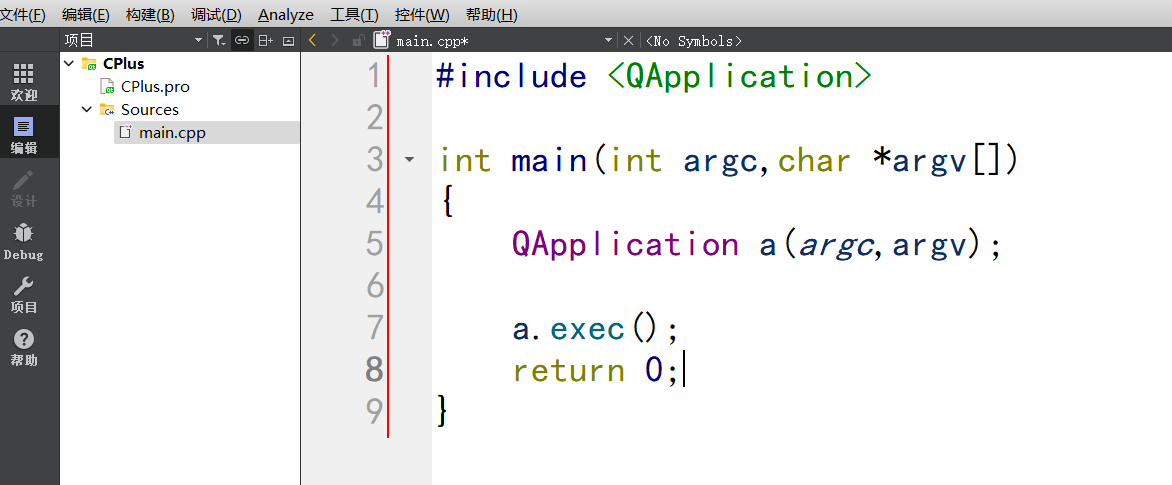 文件(F) 编辑(E) 构建(B) 调试(D) Analyze 工具(T) 控件(W) 帮助(H)
项目 main.cpp* <No Symbols>
欢迎
编辑
设计
Debug
项目
帮助
CPlus
CPlus.pro
Sources
main.cpp
1 #include <QApplication>
2
3 int main(int argc,char *argv[])
4 {
5 QApplication a(argc,argv);
6
7 a.exec();
8 return 0;
9 }